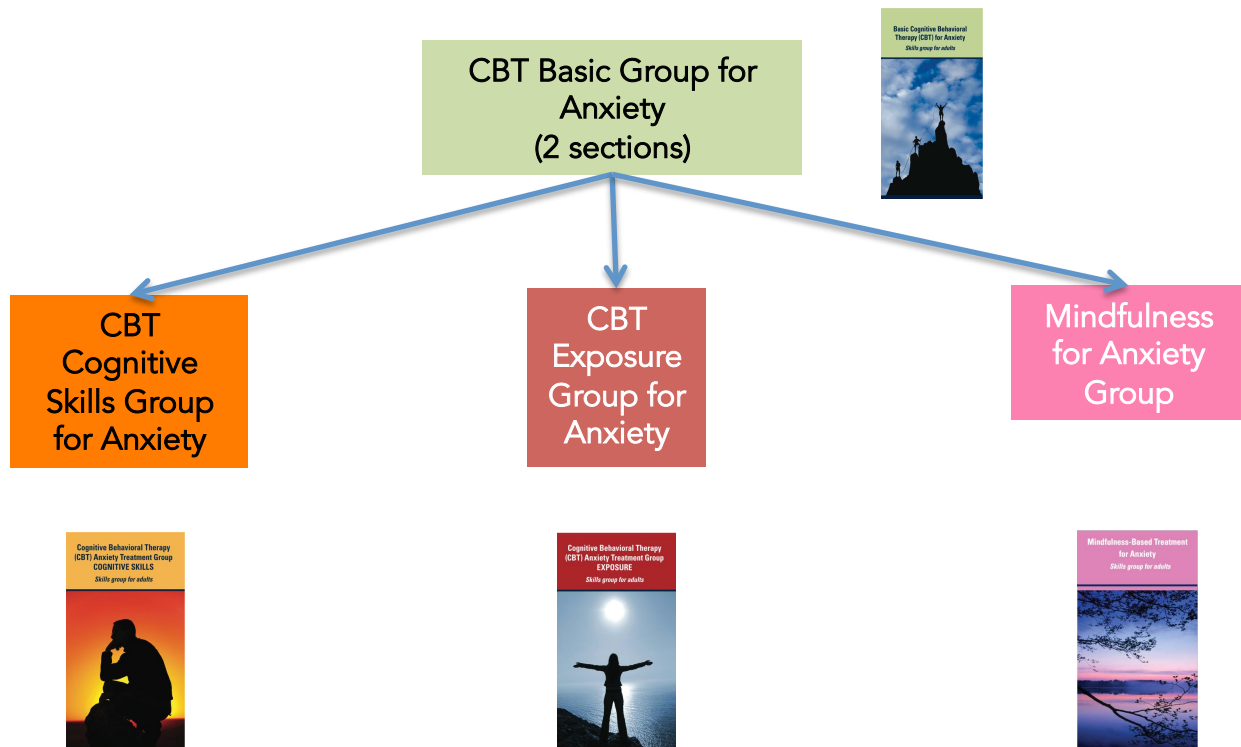 CBT Basic Group for
Anxiety
(2 sections)
Basic Cognitive Behavioral
Therapy (CBT) for Anxiety
Skills group for adults
CBT
Cognitive
Skills Group
for Anxiety
CBT
Exposure
Group for
Anxiety
Mindfulness
for Anxiety
Group
Cognitive Behavioral Therapy
(CBT) Anxiety Treatment Group
COGNITIVE SKILLS
Skills group for adults
Cognitive Behavioral Therapy
(CBT) Anxiety Treatment Group
EXPOSURE
Skills group for adults
Mindfulness-Based Treatment
for Anxiety
Skills group for adults